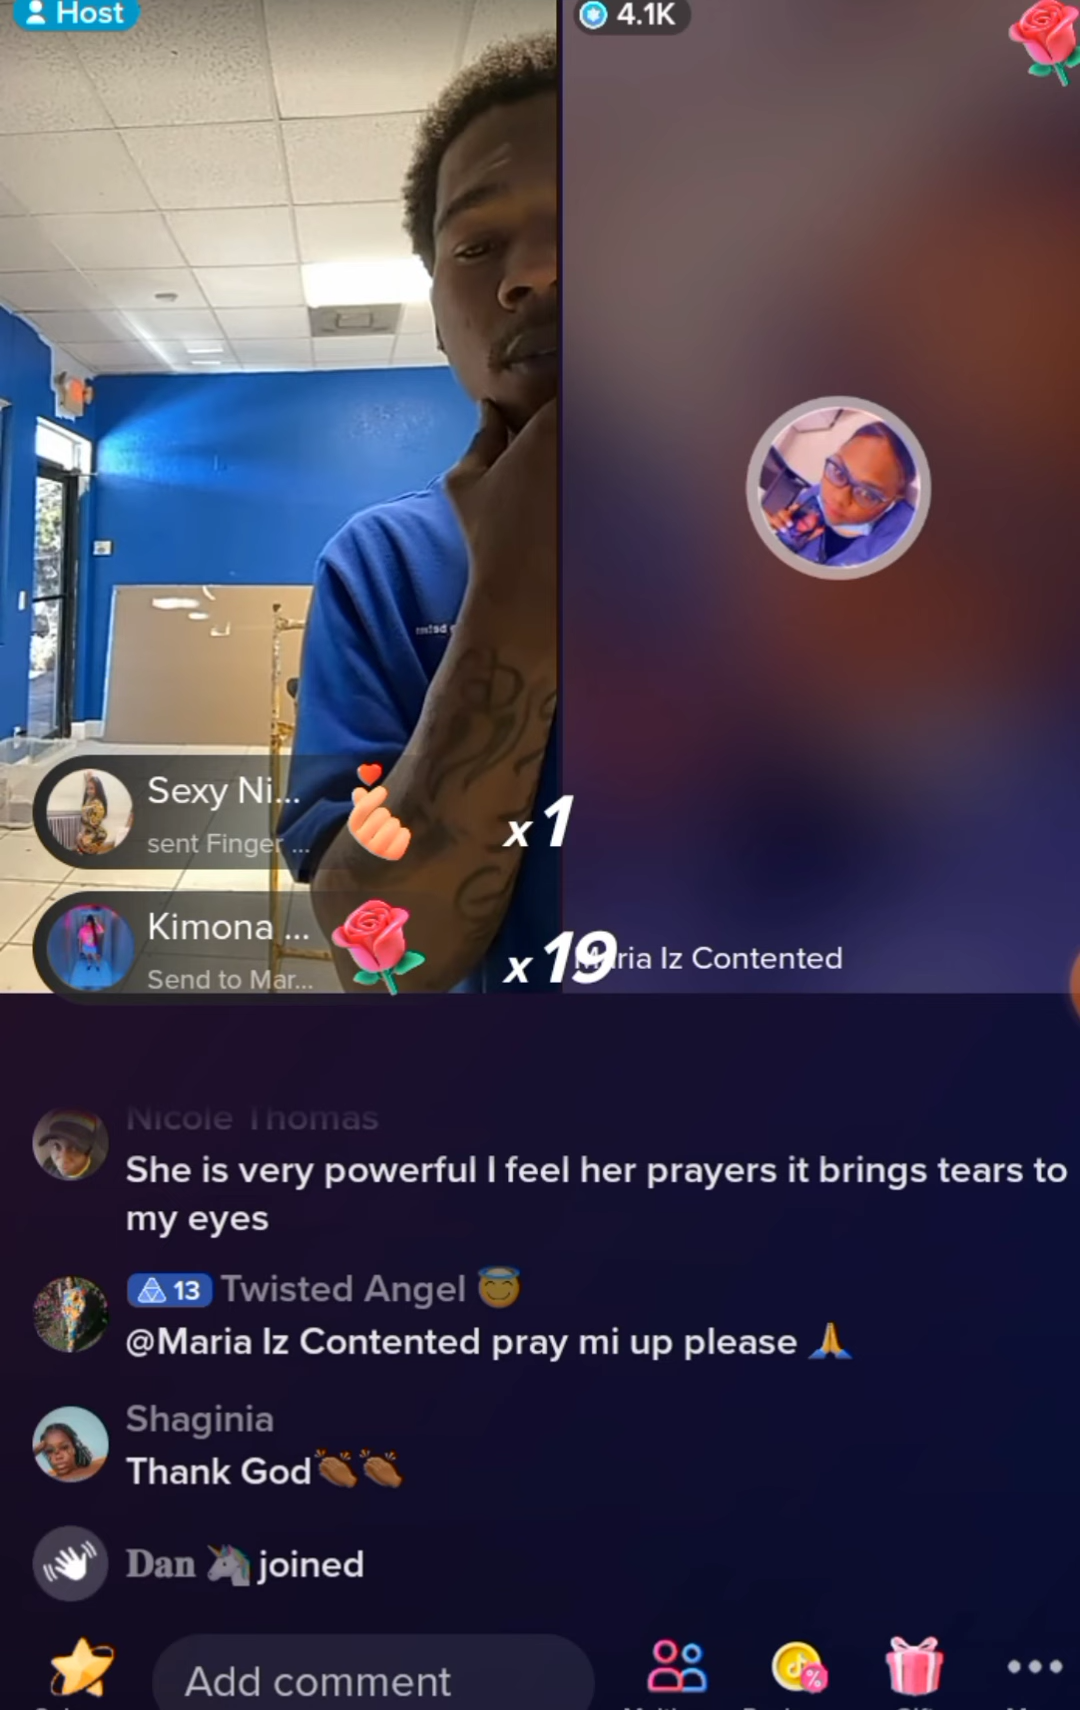 Host
4.1K
Sexy Ni...
sent Finger ...
x1
Kimona ...
Send to Mar...
x19
Iz Contented
Nicole Thomas
She is very powerful I feel her prayers it brings tears to
my eyes
13 Twisted Angel 😇
@Maria Iz Contented pray mi up please 🙏
Shaginia
Thank God👏🏾👏🏾
Dan 🦄 joined
Add comment